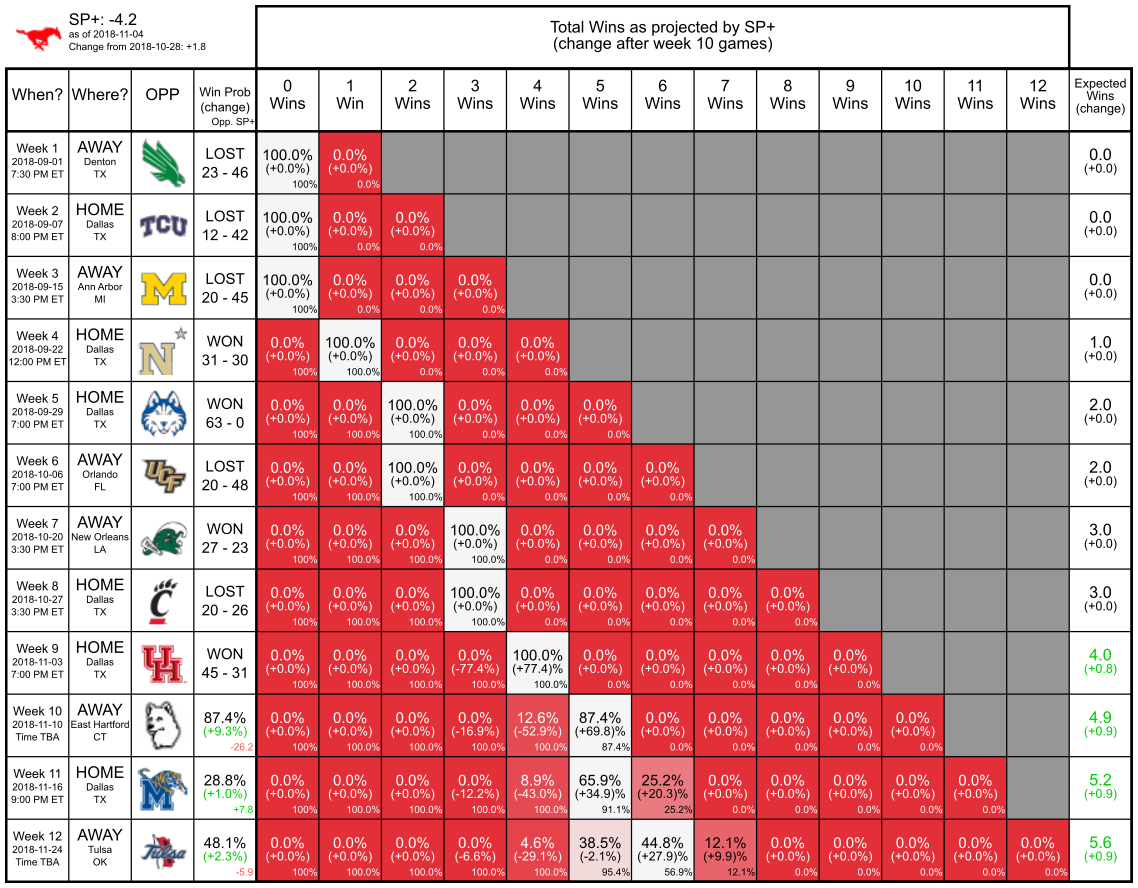 SP+: -4.2
as of 2018-11-04
Change from 2018-10-28: +1.8
Total Wins as projected by SP+
(change after week 10 games)
When? Where? OPP Win Prob (change) Opp. SP+ 0 Wins 1 Win 2 Wins 3 Wins 4 Wins 5 Wins 6 Wins 7 Wins 8 Wins 9 Wins 10 Wins 11 Wins 12 Wins Expected Wins (change)
Week 1 AWAY LOST 100.0% 0.0% 0.0
2018-09-01 Denton (+0.0%) (+0.0%) (+0.0)
7:30 PM ET TX 23 - 46 100% 0.0%
Week 2 HOME LOST 100.0% 0.0% 0.0% 0.0
2018-09-07 Dallas TCU (+0.0%) (+0.0%) (+0.0%) (+0.0)
8:00 PM ET TX 12 - 42 100% 0.0% 0.0%
Week 3 AWAY LOST 100.0% 0.0% 0.0% 0.0% 0.0
2018-09-15 Ann Arbor M (+0.0%) (+0.0%) (+0.0%) (+0.0%) (+0.0)
3:30 PM ET MI 20 - 45 100% 0.0% 0.0% 0.0%
Week 4 HOME WON 0.0% 100.0% 0.0% 0.0% 0.0% 1.0
2018-09-22 Dallas N (+0.0%) (+0.0%) (+0.0%) (+0.0%) (+0.0%) (+0.0)
12:00 PM ET TX 31 - 30 100% 100.0% 0.0% 0.0% 0.0%
Week 5 HOME WON 0.0% 0.0% 100.0% 0.0% 0.0% 0.0% 2.0
2018-09-29 Dallas (+0.0%) (+0.0%) (+0.0%) (+0.0%) (+0.0%) (+0.0%) (+0.0)
7:00 PM ET TX 63 - 0 100% 100.0% 100.0% 0.0% 0.0% 0.0%
Week 6 AWAY LOST 0.0% 0.0% 100.0% 0.0% 0.0% 0.0% 0.0% 2.0
2018-10-06 Orlando UCF (+0.0%) (+0.0%) (+0.0%) (+0.0%) (+0.0%) (+0.0%) (+0.0%) (+0.0)
7:00 PM ET FL 20 - 48 100% 100.0% 100.0% 0.0% 0.0% 0.0% 0.0%
Week 7 AWAY WON 0.0% 0.0% 0.0% 100.0% 0.0% 0.0% 0.0% 0.0% 3.0
2018-10-20 New Orleans (+0.0%) (+0.0%) (+0.0%) (+0.0%) (+0.0%) (+0.0%) (+0.0%) (+0.0%) (+0.0)
3:30 PM ET LA 27 - 23 100% 100.0% 100.0% 100.0% 0.0% 0.0% 0.0% 0.0%
Week 8 HOME LOST 0.0% 0.0% 0.0% 100.0% 0.0% 0.0% 0.0% 0.0% 0.0% 3.0
2018-10-27 Dallas C (+0.0%) (+0.0%) (+0.0%) (+0.0%) (+0.0%) (+0.0%) (+0.0%) (+0.0%) (+0.0%) (+0.0)
3:30 PM ET TX 20 - 26 100% 100.0% 100.0% 100.0% 0.0% 0.0% 0.0% 0.0% 0.0%
Week 9 HOME WON 0.0% 0.0% 0.0% 0.0% 100.0% 0.0% 0.0% 0.0% 0.0% 0.0% 4.0
2018-11-03 Dallas UH (+0.0%) (+0.0%) (+0.0%) (-77.4%) (+77.4)% (+0.0%) (+0.0%) (+0.0%) (+0.0%) (+0.0%) (+0.8)
7:00 PM ET TX 45 - 31 100% 100.0% 100.0% 100.0% 100.0% 0.0% 0.0% 0.0% 0.0% 0.0%
Week 10 AWAY 87.4% 0.0% 0.0% 0.0% 0.0% 12.6% 87.4% 0.0% 0.0% 0.0% 0.0% 0.0% 4.9
2018-11-10 East Hartford (+9.3%) (+0.0%) (+0.0%) (+0.0%) (-16.9%) (-52.9%) (+69.8)% (+0.0%) (+0.0%) (+0.0%) (+0.0%) (+0.0%) (+0.9)
Time TBA CT -26.2 100% 100.0% 100.0% 100.0% 100.0% 87.4% 0.0% 0.0% 0.0% 0.0% 0.0%
Week 11 HOME 28.8% 0.0% 0.0% 0.0% 0.0% 8.9% 65.9% 25.2% 0.0% 0.0% 0.0% 0.0% 0.0% 5.2
2018-11-16 Dallas M (+1.0%) (+0.0%) (+0.0%) (+0.0%) (-12.2%) (-43.0%) (+34.9)% (+20.3)% (+0.0%) (+0.0%) (+0.0%) (+0.0%) (+0.0%) (+0.9)
9:00 PM ET TX +7.8 100% 100.0% 100.0% 100.0% 100.0% 91.1% 25.2% 0.0% 0.0% 0.0% 0.0% 0.0%
Week 12 AWAY 48.1% 0.0% 0.0% 0.0% 0.0% 4.6% 38.5% 44.8% 12.1% 0.0% 0.0% 0.0% 0.0% 0.0% 5.6
2018-11-24 Tulsa Tulsa (+2.3%) (+0.0%) (+0.0%) (+0.0%) (-6.6%) (-29.1%) (-2.1%) (+27.9)% (+9.9)% (+0.0%) (+0.0%) (+0.0%) (+0.0%) (+0.0%) (+0.9)
Time TBA OK -5.9 100% 100.0% 100.0% 100.0% 100.0% 95.4% 56.9% 12.1% 0.0% 0.0% 0.0% 0.0% 0.0%